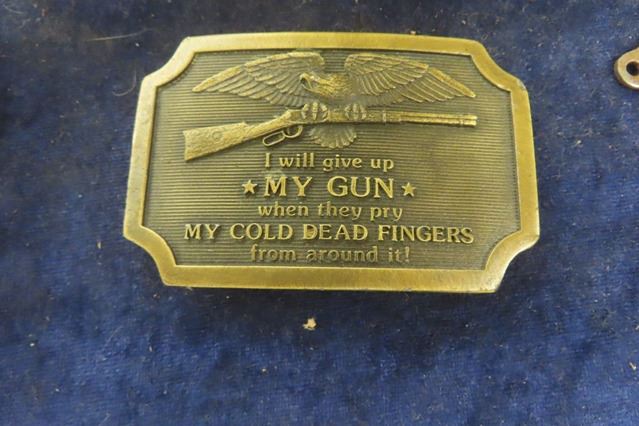 I will give up
★ MY GUN ★
when they pry
MY COLD DEAD FINGERS
from around it!